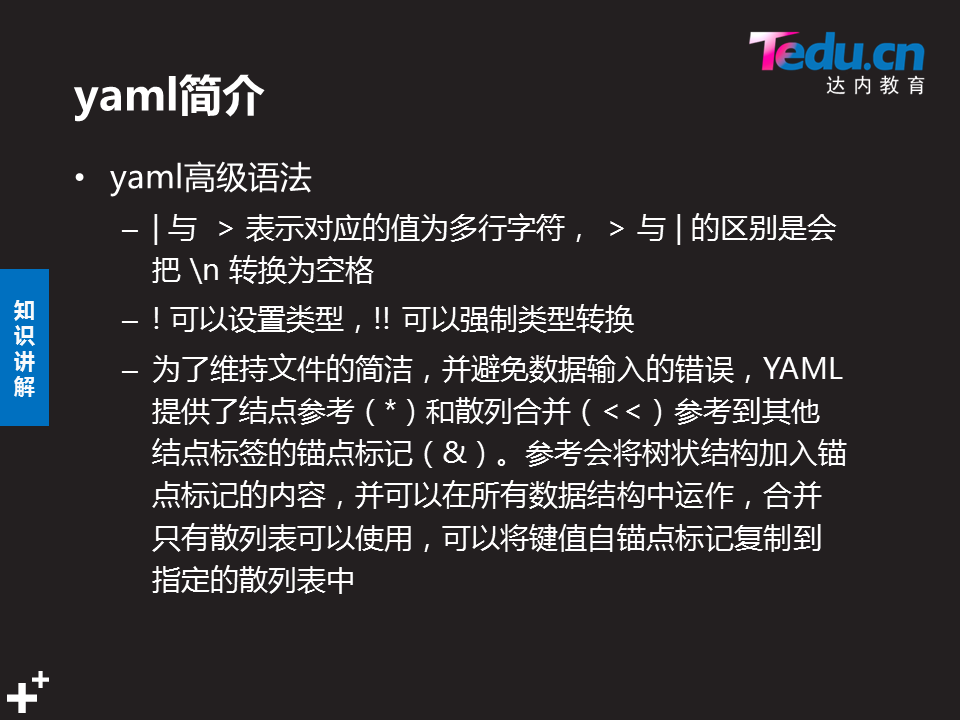 Tedu.cn
达内教育
yaml简介
• yaml高级语法
– | 与 > 表示对应的值为多行字符， > 与 | 的区别是会
把 \n 转换为空格
– ! 可以设置类型，!! 可以强制类型转换
– 为了维持文件的简洁，并避免数据输入的错误，YAML
提供了结点参考（*）和散列合并（<<）参考到其他
结点标签的锚点标记（&）。参考会将树状结构加入锚
点标记的内容，并可以在所有数据结构中运作，合并
只有散列表可以使用，可以将键值自锚点标记复制到
指定的散列表中
知
识
讲
解